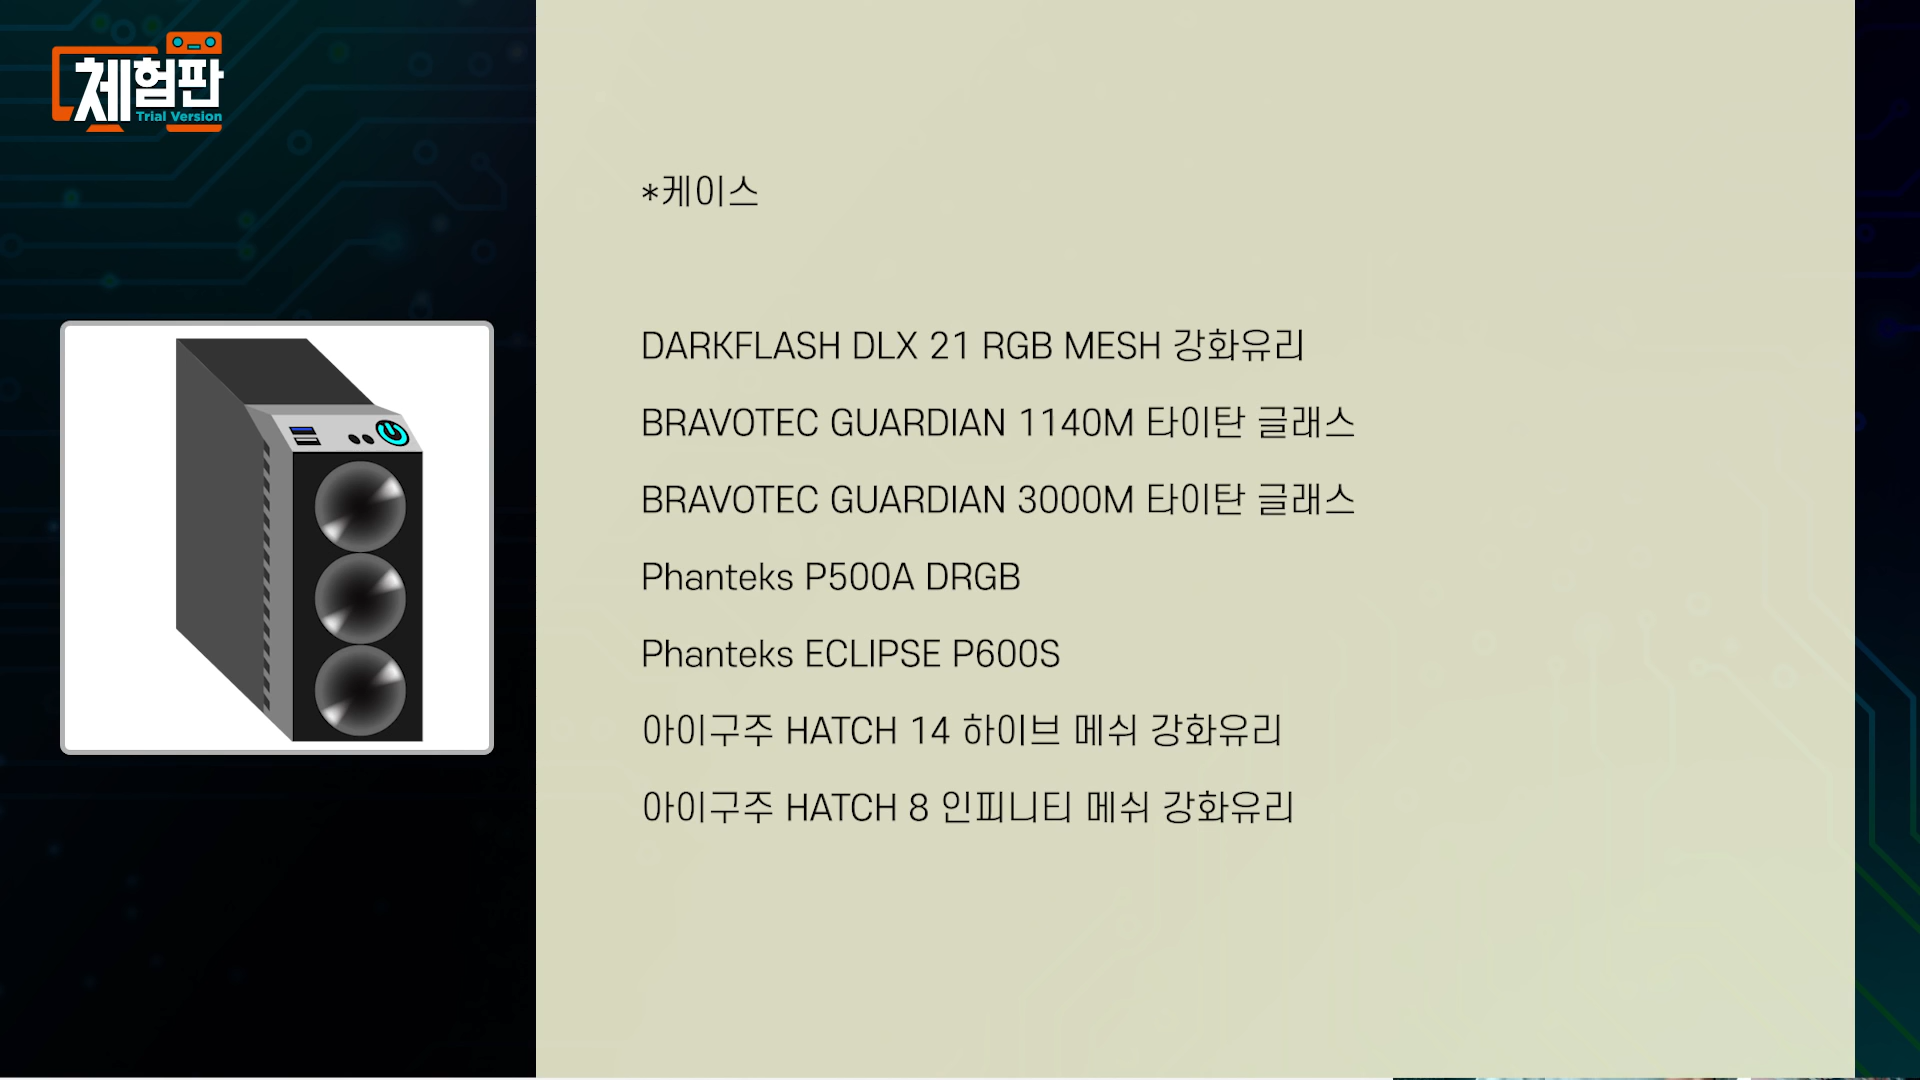 체험판
Trial Version
*케이스
DARKFLASH DLX 21 RGB MESH 강화유리
BRAVOTEC GUARDIAN 1140M 타이탄 글래스
BRAVOTEC GUARDIAN 3000M 타이탄 글래스
Phanteks P500A DRGB
Phanteks ECLIPSE P600S
아이구주 HATCH 14 하이브 메쉬 강화유리
아이구주 HATCH 8 인피니티 메쉬 강화유리